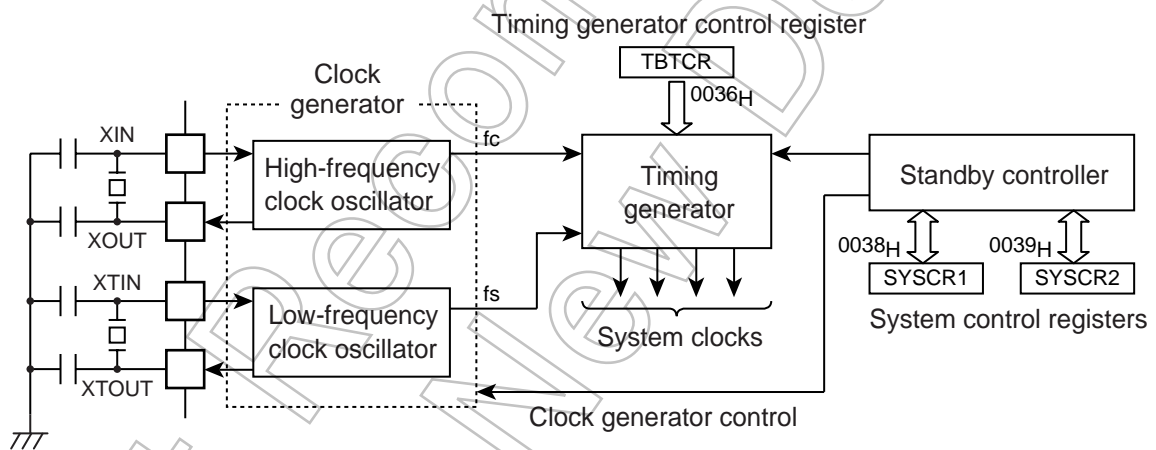 Timing generator control register
TBTCR
0036H
Clock
generator
XIN
High-frequency
clock oscillator
XOUT
fc
Timing
generator
Standby controller
0038H
0039H
SYSCR1
SYSCR2
System control registers
XTIN
Low-frequency
clock oscillator
XTOUT
fs
System clocks
Clock generator control